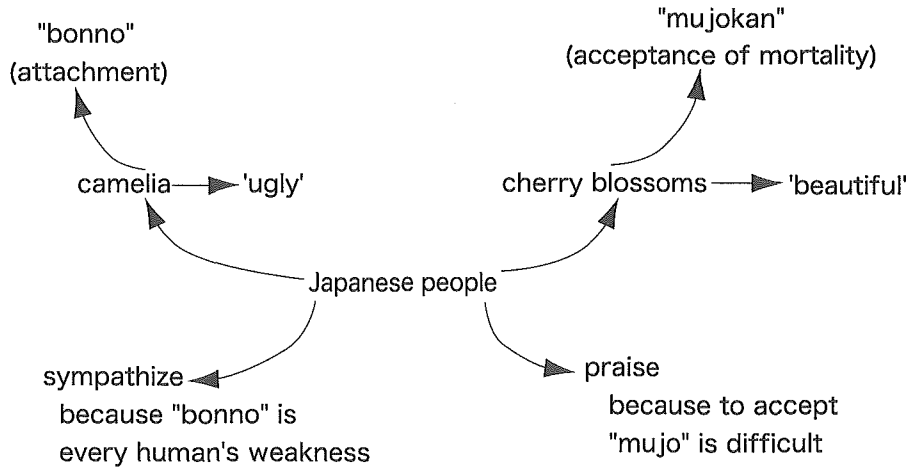 "bonno"
(attachment)
"mujokan"
(acceptance of mortality)
camelia
'ugly'
cherry blossoms
'beautiful'
Japanese people
sympathize
because "bonno" is
every human's weakness
praise
because to accept
"mujo" is difficult